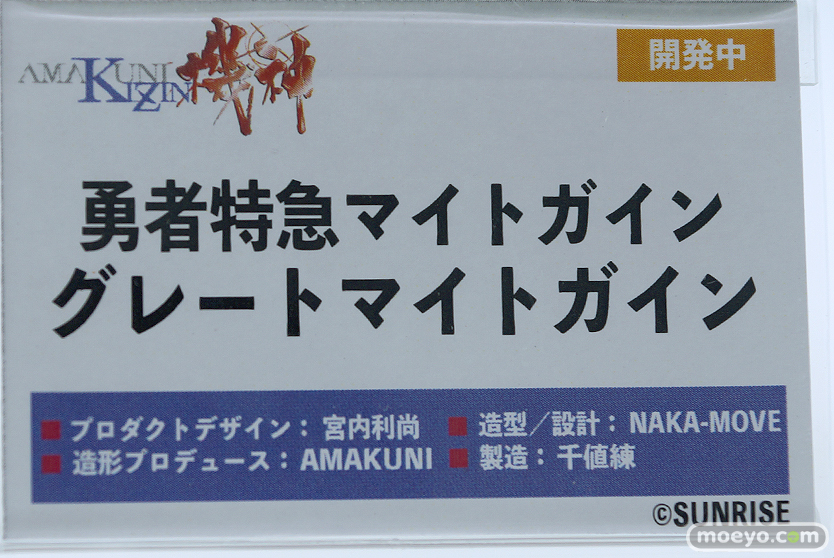 AMAKUNI KIZIN 機神
開発中
勇者特急マイトガイン
グレートマイトガイン
■ プロダクトデザイン：宮内利尚 ■ 造型／設計：NAKA-MOVE
■ 造形プロデュース：AMAKUNI ■ 製造：千値練
©SUNRISE
moeyo.com